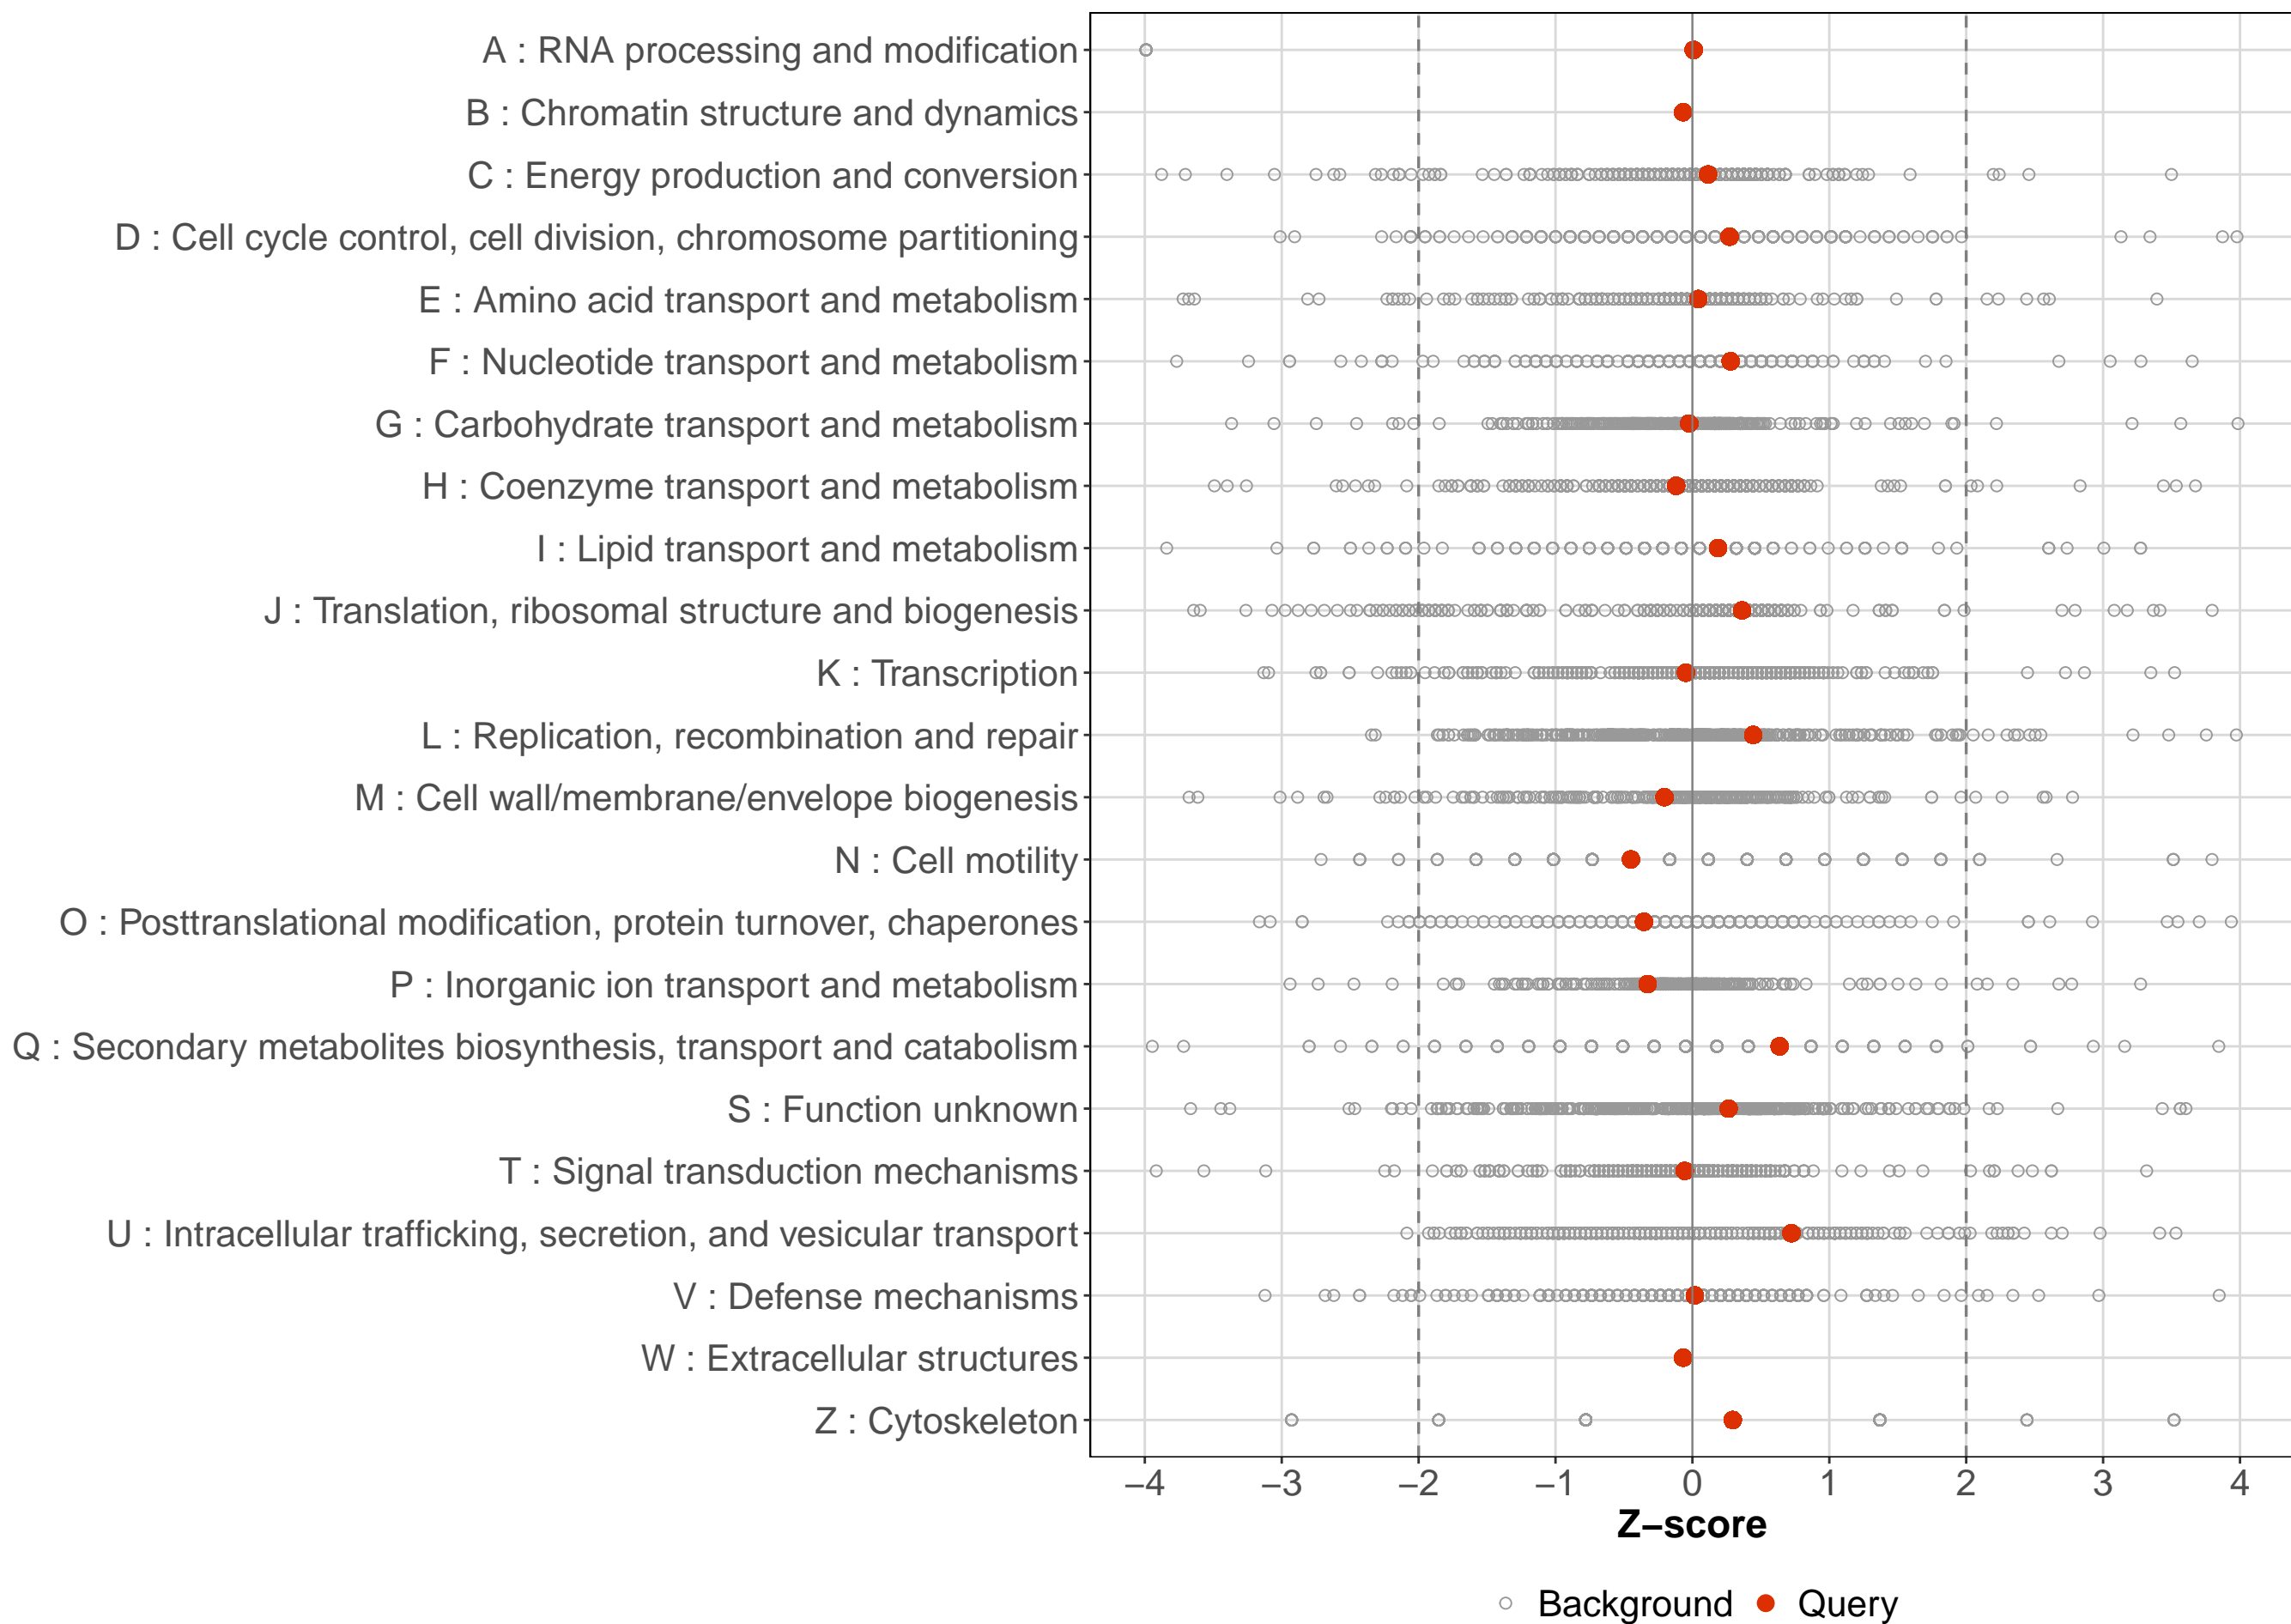 A : RNA processing and modification
B : Chromatin structure and dynamics
C : Energy production and conversion
D : Cell cycle control, cell division, chromosome partitioning
E : Amino acid transport and metabolism
F : Nucleotide transport and metabolism
G : Carbohydrate transport and metabolism
H : Coenzyme transport and metabolism
I : Lipid transport and metabolism
J : Translation, ribosomal structure and biogenesis
K : Transcription
L : Replication, recombination and repair
M : Cell wall/membrane/envelope biogenesis
N : Cell motility
O : Posttranslational modification, protein turnover, chaperones
P : Inorganic ion transport and metabolism
Q : Secondary metabolites biosynthesis, transport and catabolism
S : Function unknown
T : Signal transduction mechanisms
U : Intracellular trafficking, secretion, and vesicular transport
V : Defense mechanisms
W : Extracellular structures
Z : Cytoskeleton
−4 −3 −2 −1 0 1 2 3 4
Z−score
Background Query